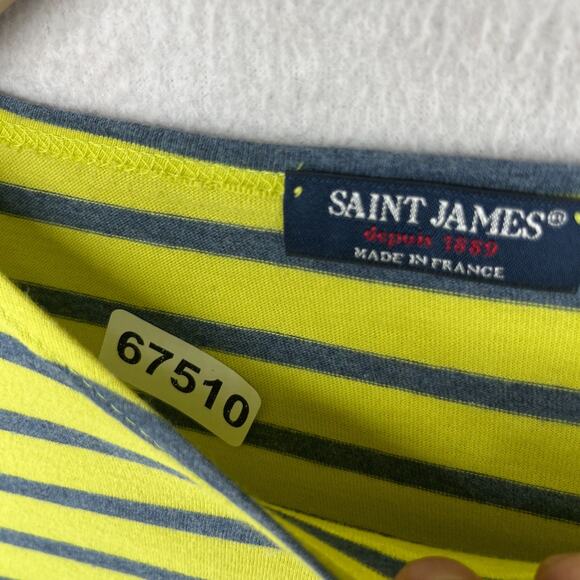 SAINT JAMES®
depuis 1889
MADE IN FRANCE
67510